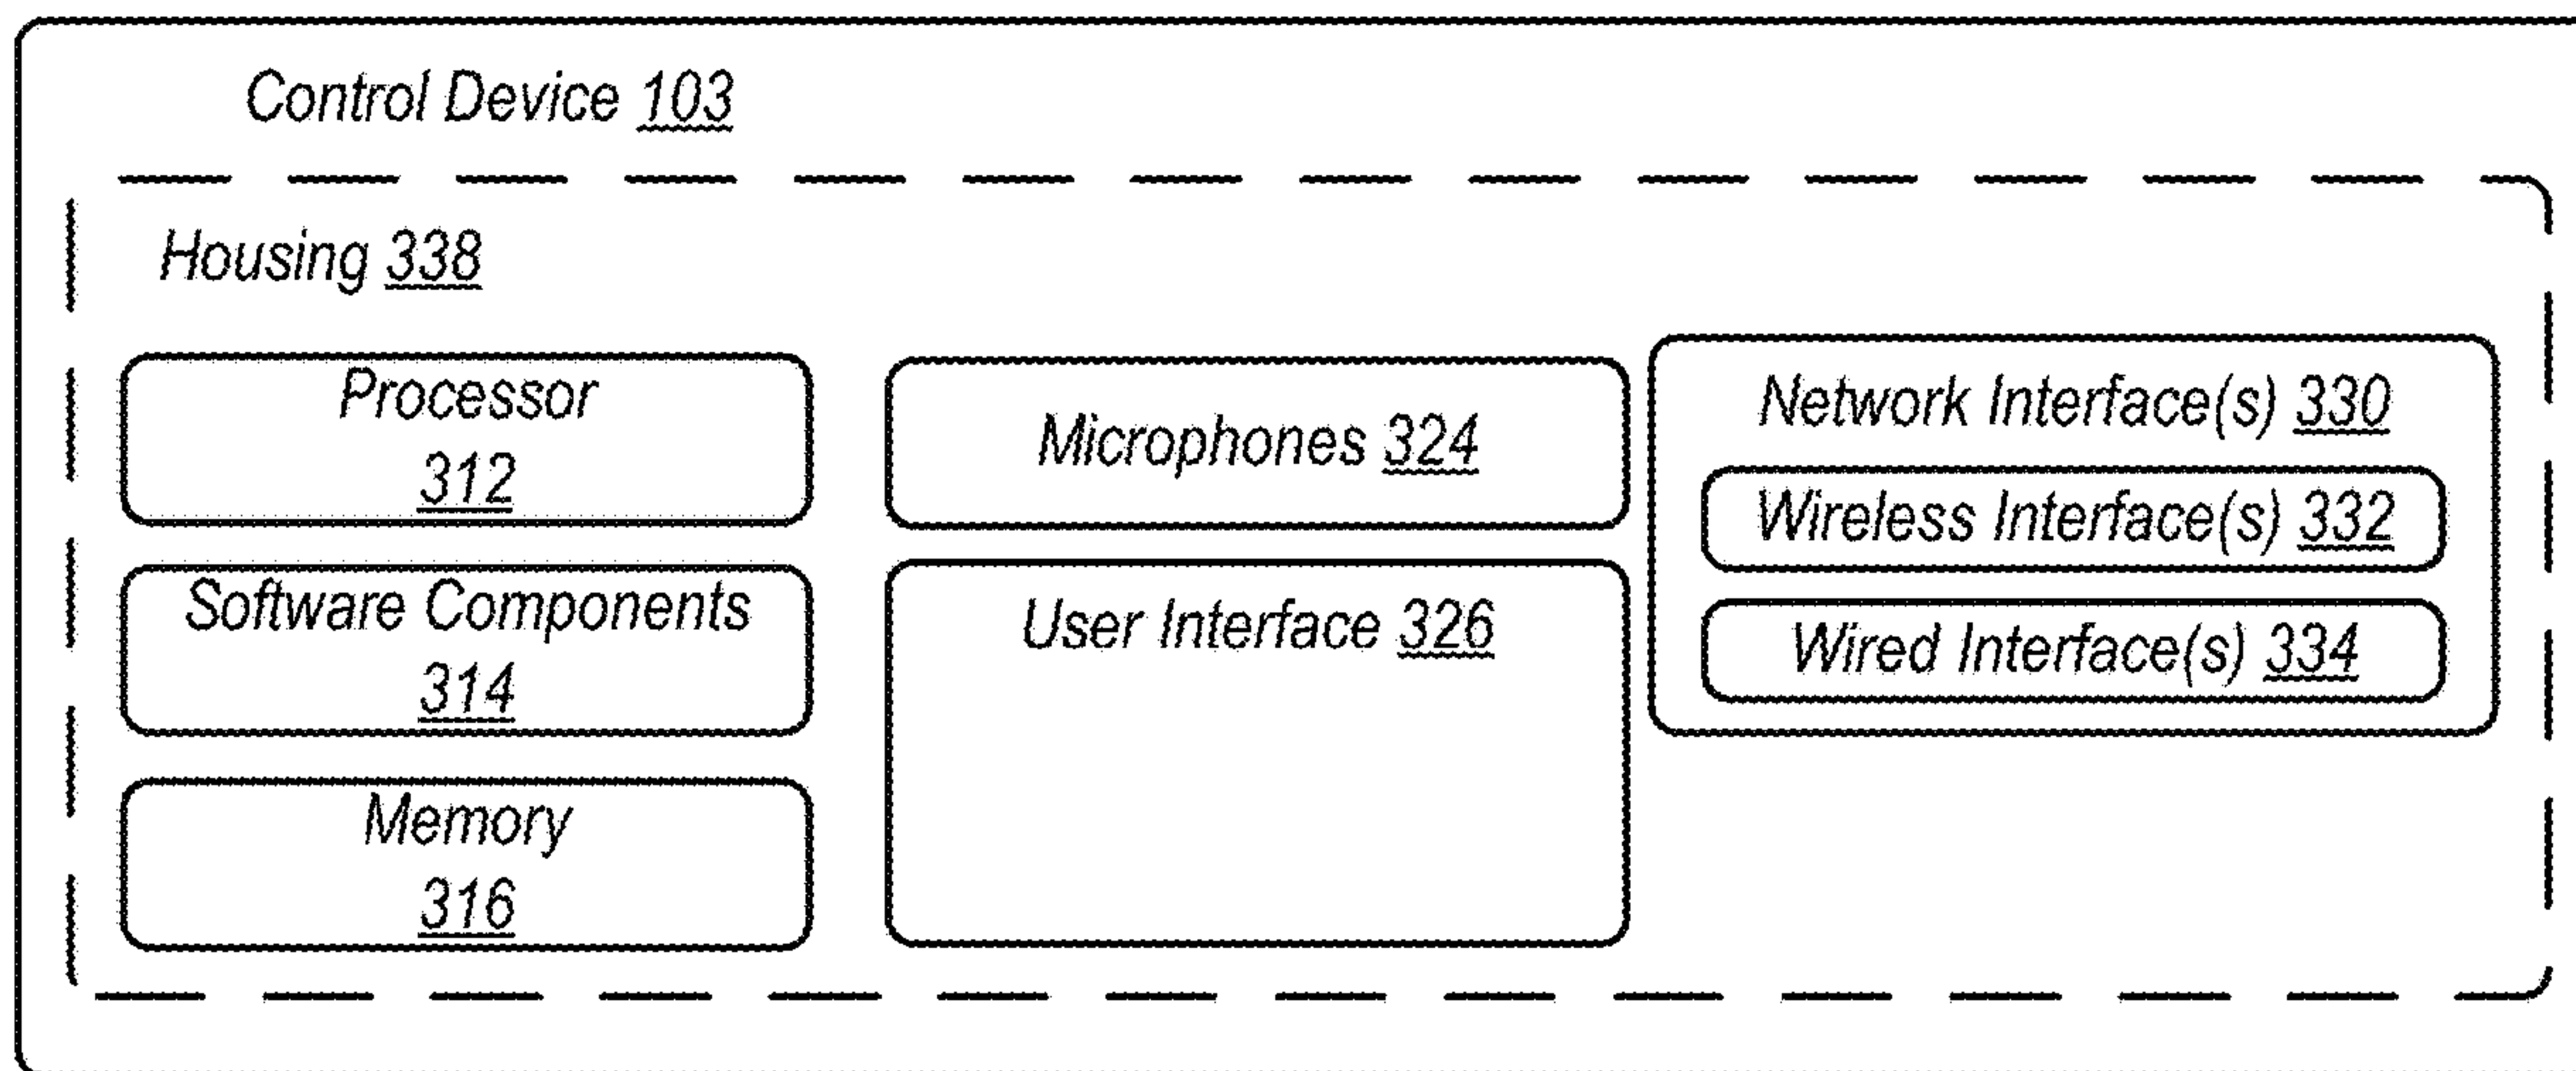 Control Device 103
Housing 338
Processor
312
Software Components
314
Memory
316
Microphones 324
User Interface 326
Network Interface(s) 330
Wireless Interface(s) 332
Wired Interface(s) 334